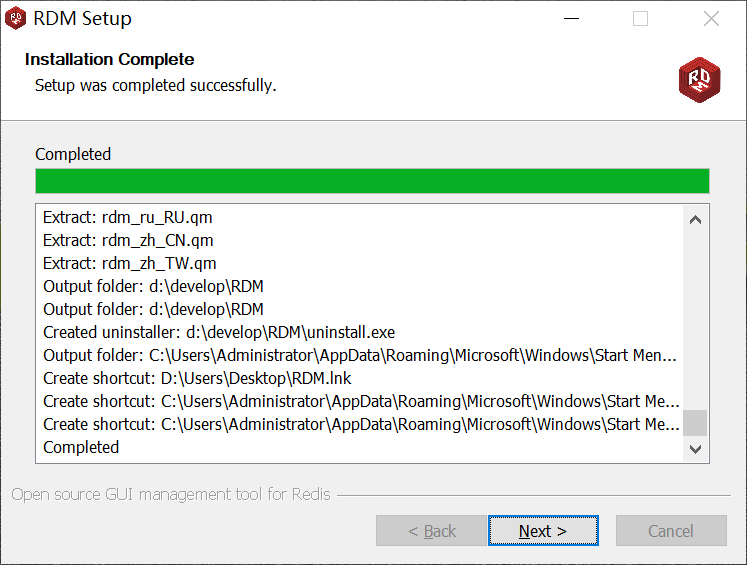 RDM Setup
Installation Complete
Setup was completed successfully.
RDM
Completed
Extract: rdm_ru_RU.qm
Extract: rdm_zh_CN.qm
Extract: rdm_zh_TW.qm
Output folder: d:\develop\RDM
Output folder: d:\develop\RDM
Created uninstaller: d:\develop\RDM\uninstall.exe
Output folder: C:\Users\Administrator\AppData\Roaming\Microsoft\Windows\Start Men...
Create shortcut: D:\Users\Desktop\RDM.lnk
Create shortcut: C:\Users\Administrator\AppData\Roaming\Microsoft\Windows\Start Me...
Create shortcut: C:\Users\Administrator\AppData\Roaming\Microsoft\Windows\Start Me...
Completed
Open source GUI management tool for Redis
< Back
Next >
Cancel